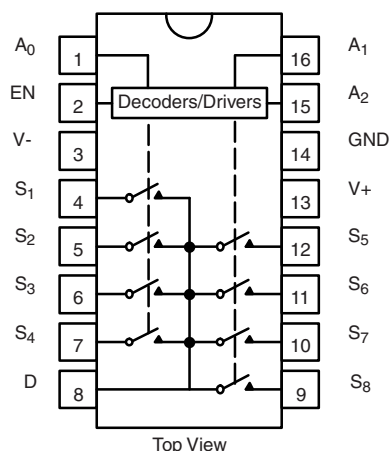 A0 1 16 A1
EN 2 Decoders/Drivers 15 A2
V- 3 14 GND
S1 4 13 V+
S2 5 12 S5
S3 6 11 S6
S4 7 10 S7
D 8 9 S8
Top View